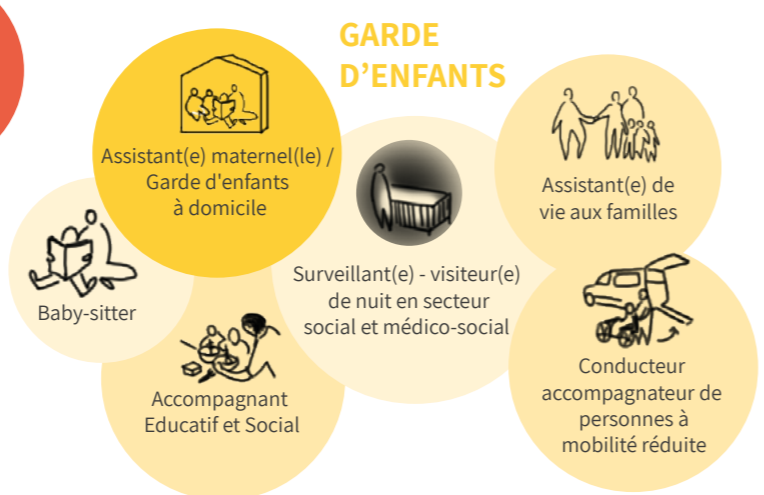 GARDE
D’ENFANTS
Assistant(e) maternel(le) /
Garde d'enfants
à domicile
Assistant(e) de
vie aux familles
Surveillant(e) - visiteur(e)
de nuit en secteur
social et médico-social
Baby-sitter
Accompagnant
Educatif et Social
Conducteur
accompagnateur de
personnes à
mobilité réduite